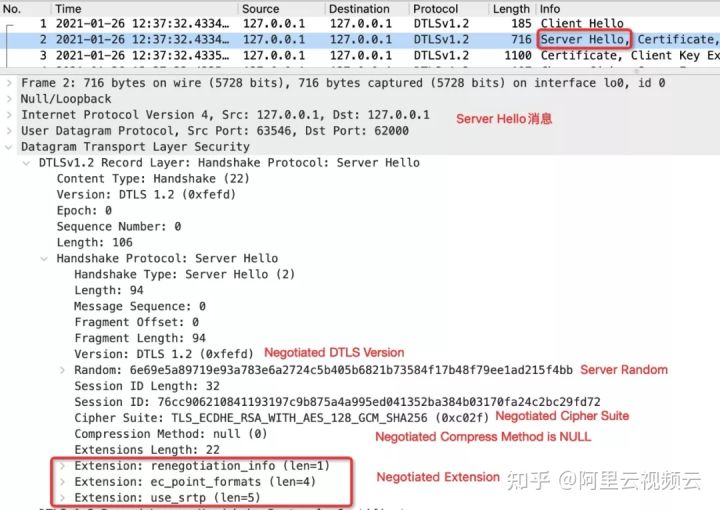 No. Time Source Destination Protocol Length Info
1 2021-01-26 12:37:32.4334… 127.0.0.1 127.0.0.1 DTLSv1.2 185 Client Hello
2 2021-01-26 12:37:32.4334… 127.0.0.1 127.0.0.1 DTLSv1.2 716 Server Hello, Certificate,
3 2021-01-26 12:37:32.4335… 127.0.0.1 127.0.0.1 DTLSv1.2 1100 Certificate, Client Key Ex
Frame 2: 716 bytes on wire (5728 bits), 716 bytes captured (5728 bits) on interface lo0, id 0
Null/Loopback
Internet Protocol Version 4, Src: 127.0.0.1, Dst: 127.0.0.1
Server Hello消息
User Datagram Protocol, Src Port: 63546, Dst Port: 62000
Datagram Transport Layer Security
DTLSv1.2 Record Layer: Handshake Protocol: Server Hello
Content Type: Handshake (22)
Version: DTLS 1.2 (0xfefd)
Epoch: 0
Sequence Number: 0
Length: 106
Handshake Protocol: Server Hello
Handshake Type: Server Hello (2)
Length: 94
Message Sequence: 0
Fragment Offset: 0
Fragment Length: 94
Version: DTLS 1.2 (0xfefd) Negotiated DTLS Version
Random: 6e69e5a89719e93a783e6a2724c5b405b6821b73584f17b48f79ee1ad215f4bb Server Random
Session ID Length: 32
Session ID: 76cc906210841193197c9b875a4a995ed041352ba384b03170fa24c2bc29fd72
Cipher Suite: TLS_ECDHE_RSA_WITH_AES_128_GCM_SHA256 (0xc02f) Negotiated Cipher Suite
Compression Method: null (0) Negotiated Compress Method is NULL
Extensions Length: 22
Extension: renegotiation_info (len=1)
Extension: ec_point_formats (len=4) Negotiated Extension
Extension: use_srtp (len=5)
知乎 @阿里云视频云